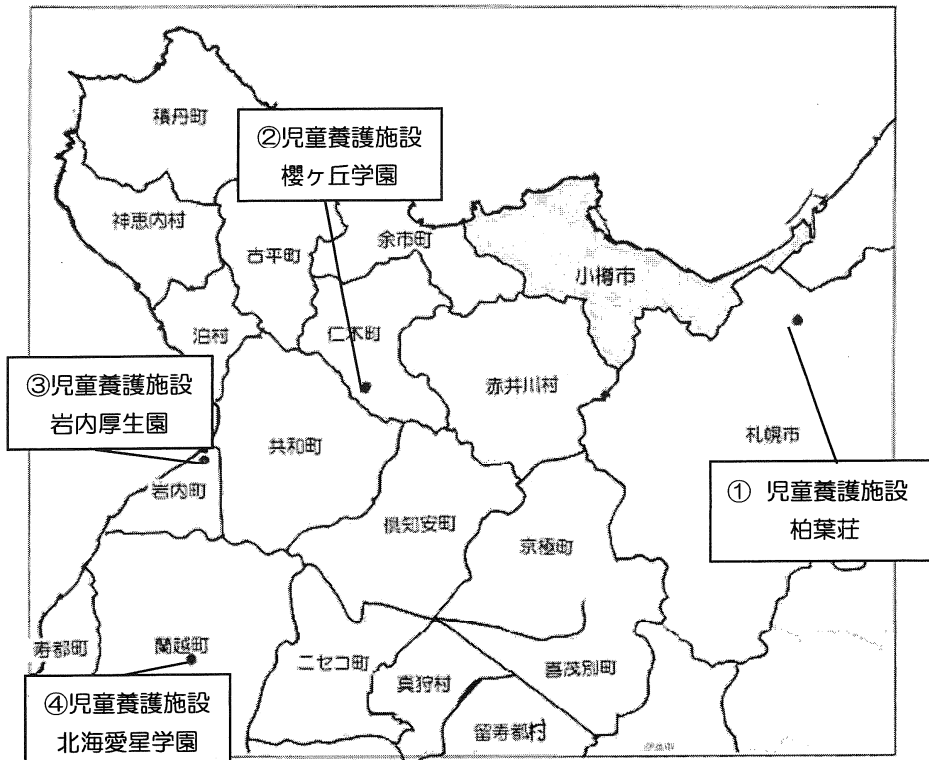 積丹町
②児童養護施設
櫻ヶ丘学園
神恵内村
古平町
余市町
小樽市
泊村
仁木町
③児童養護施設
岩内厚生園
赤井川村
共和町
札幌市
岩内町
① 児童養護施設
柏葉荘
倶知安町
京極町
寿都町
蘭越町
ニセコ町
真狩村
喜茂別町
④児童養護施設
北海愛星学園
留寿都村